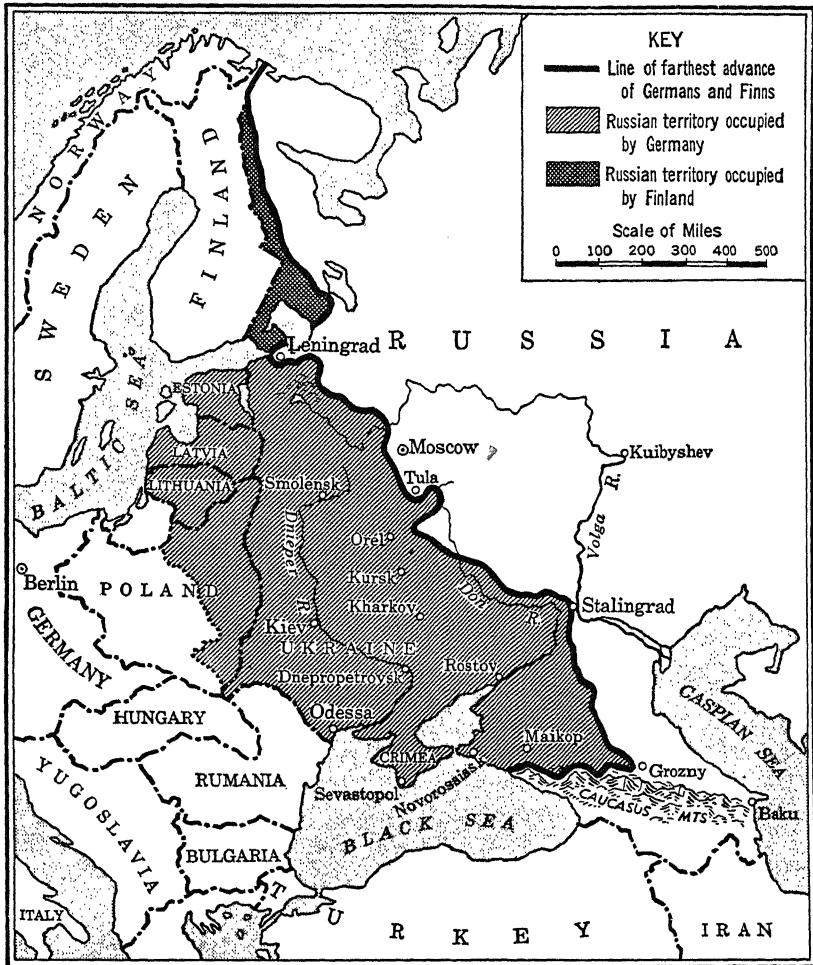 KEY
Line of farthest advance
of Germans and Finns
Russian territory occupied
by Germany
Russian territory occupied
by Finland
Scale of Miles
0 100 200 300 400 500
NORWAY
SWEDEN
FINLAND
RUSSIA
Leningrad
BALTIC SEA
ESTONIA
LATVIA
LITHUANIA
Moscow
Kuibyshev
Tula
Smolensk
Volga R.
Dnieper R.
Orel
Kursk
Don R.
Berlin
POLAND
Kharkov
Stalingrad
GERMANY
Kiev
UKRAINE
Dnepropetrovsk
Rostov
CASPIAN SEA
HUNGARY
Odessa
Maikop
Grozny
CRIMEA
RUMANIA
Sevastopol
Novorossisk
CAUCASUS MTS
Baku
YUGOSLAVIA
BLACK SEA
BULGARIA
ITALY
TURKEY
IRAN